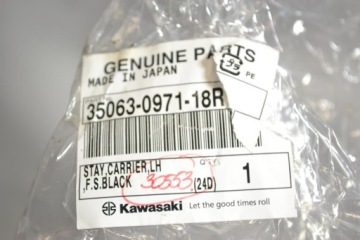 GENUINE PARTS
MADE IN JAPAN
PE
35063-0971-18R
STAY,CARRIER,LH
,F.S.BLACK 30553 (24D) 1
Kawasaki Let the good times roll